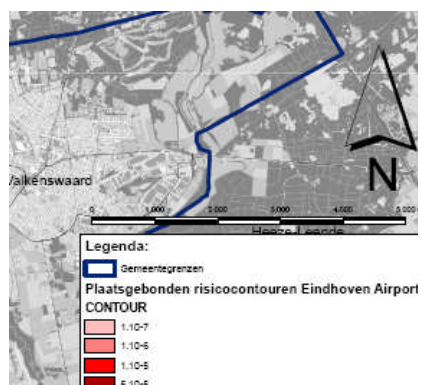 N
Valkenswaard
0 1.000 2.000 3.000 4.000 5.000
Heeze-Leende
Legenda:
Gemeentegrenzen
Plaatsgebonden risicocontouren Eindhoven Airport
CONTOUR
1.10-7
1.10-6
1.10-5
5.10-5